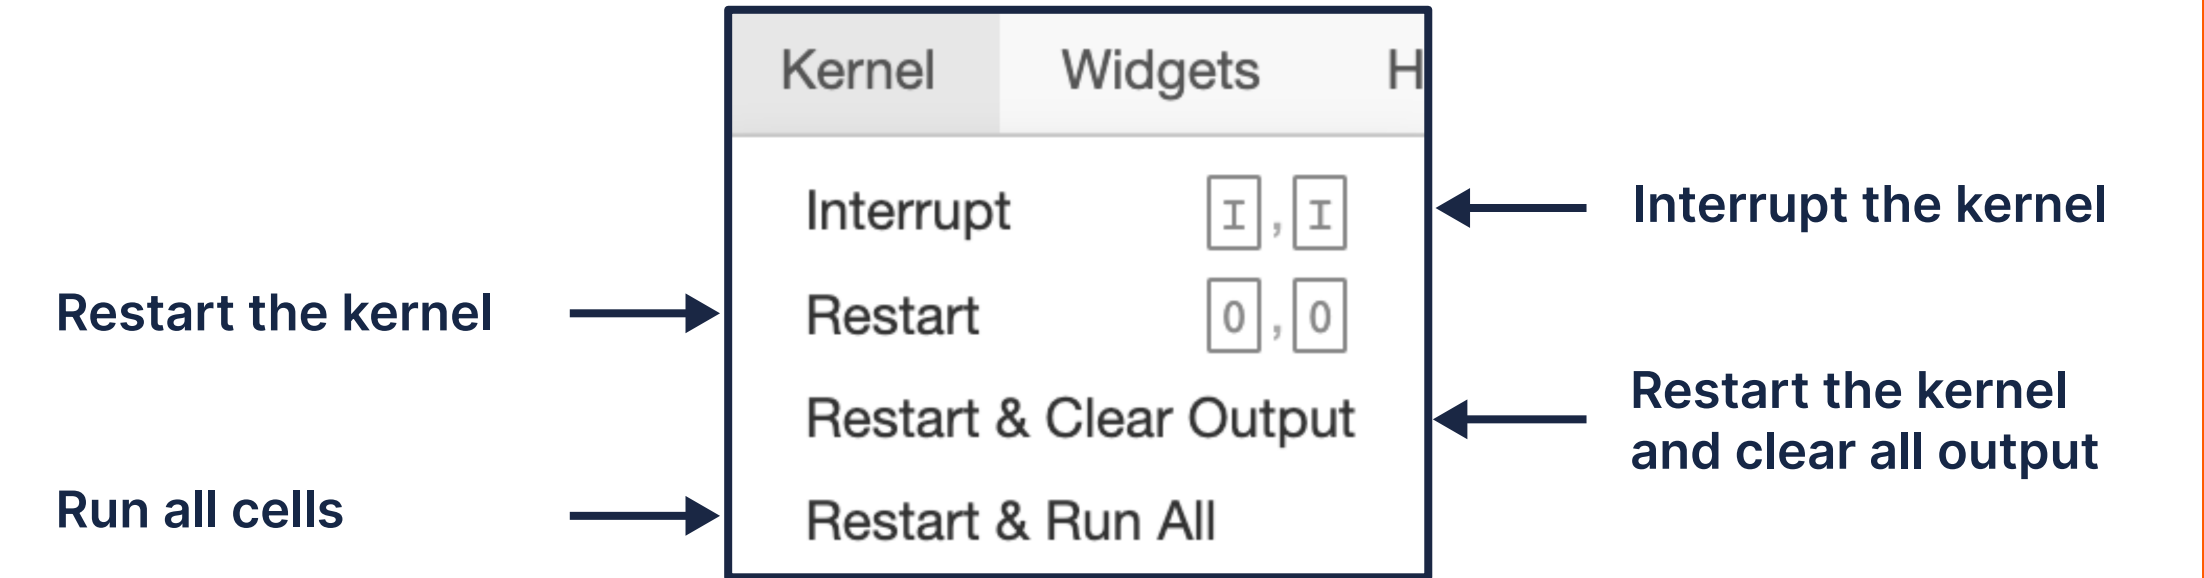 Kernel Widgets H
Interrupt I , I
Interrupt the kernel
Restart the kernel
Restart 0 , 0
Restart & Clear Output
Restart the kernel
and clear all output
Run all cells
Restart & Run All